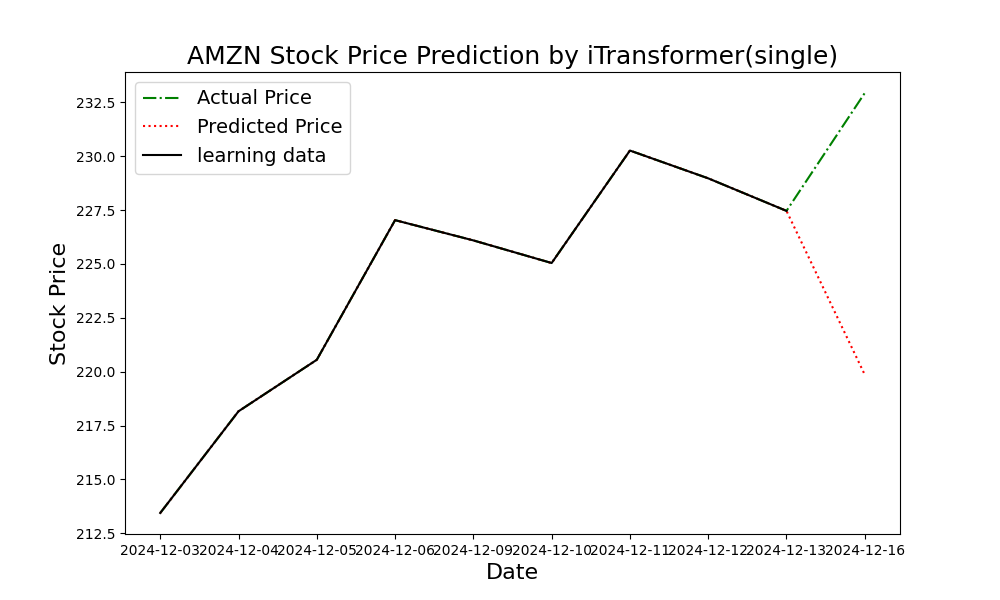 AMZN Stock Price Prediction by iTransformer(single)
Actual Price
Predicted Price
learning data
Stock Price
232.5
230.0
227.5
225.0
222.5
220.0
217.5
215.0
212.5
2024-12-03 2024-12-04 2024-12-05 2024-12-06 2024-12-09 2024-12-10 2024-12-11 2024-12-12 2024-12-13 2024-12-16
Date